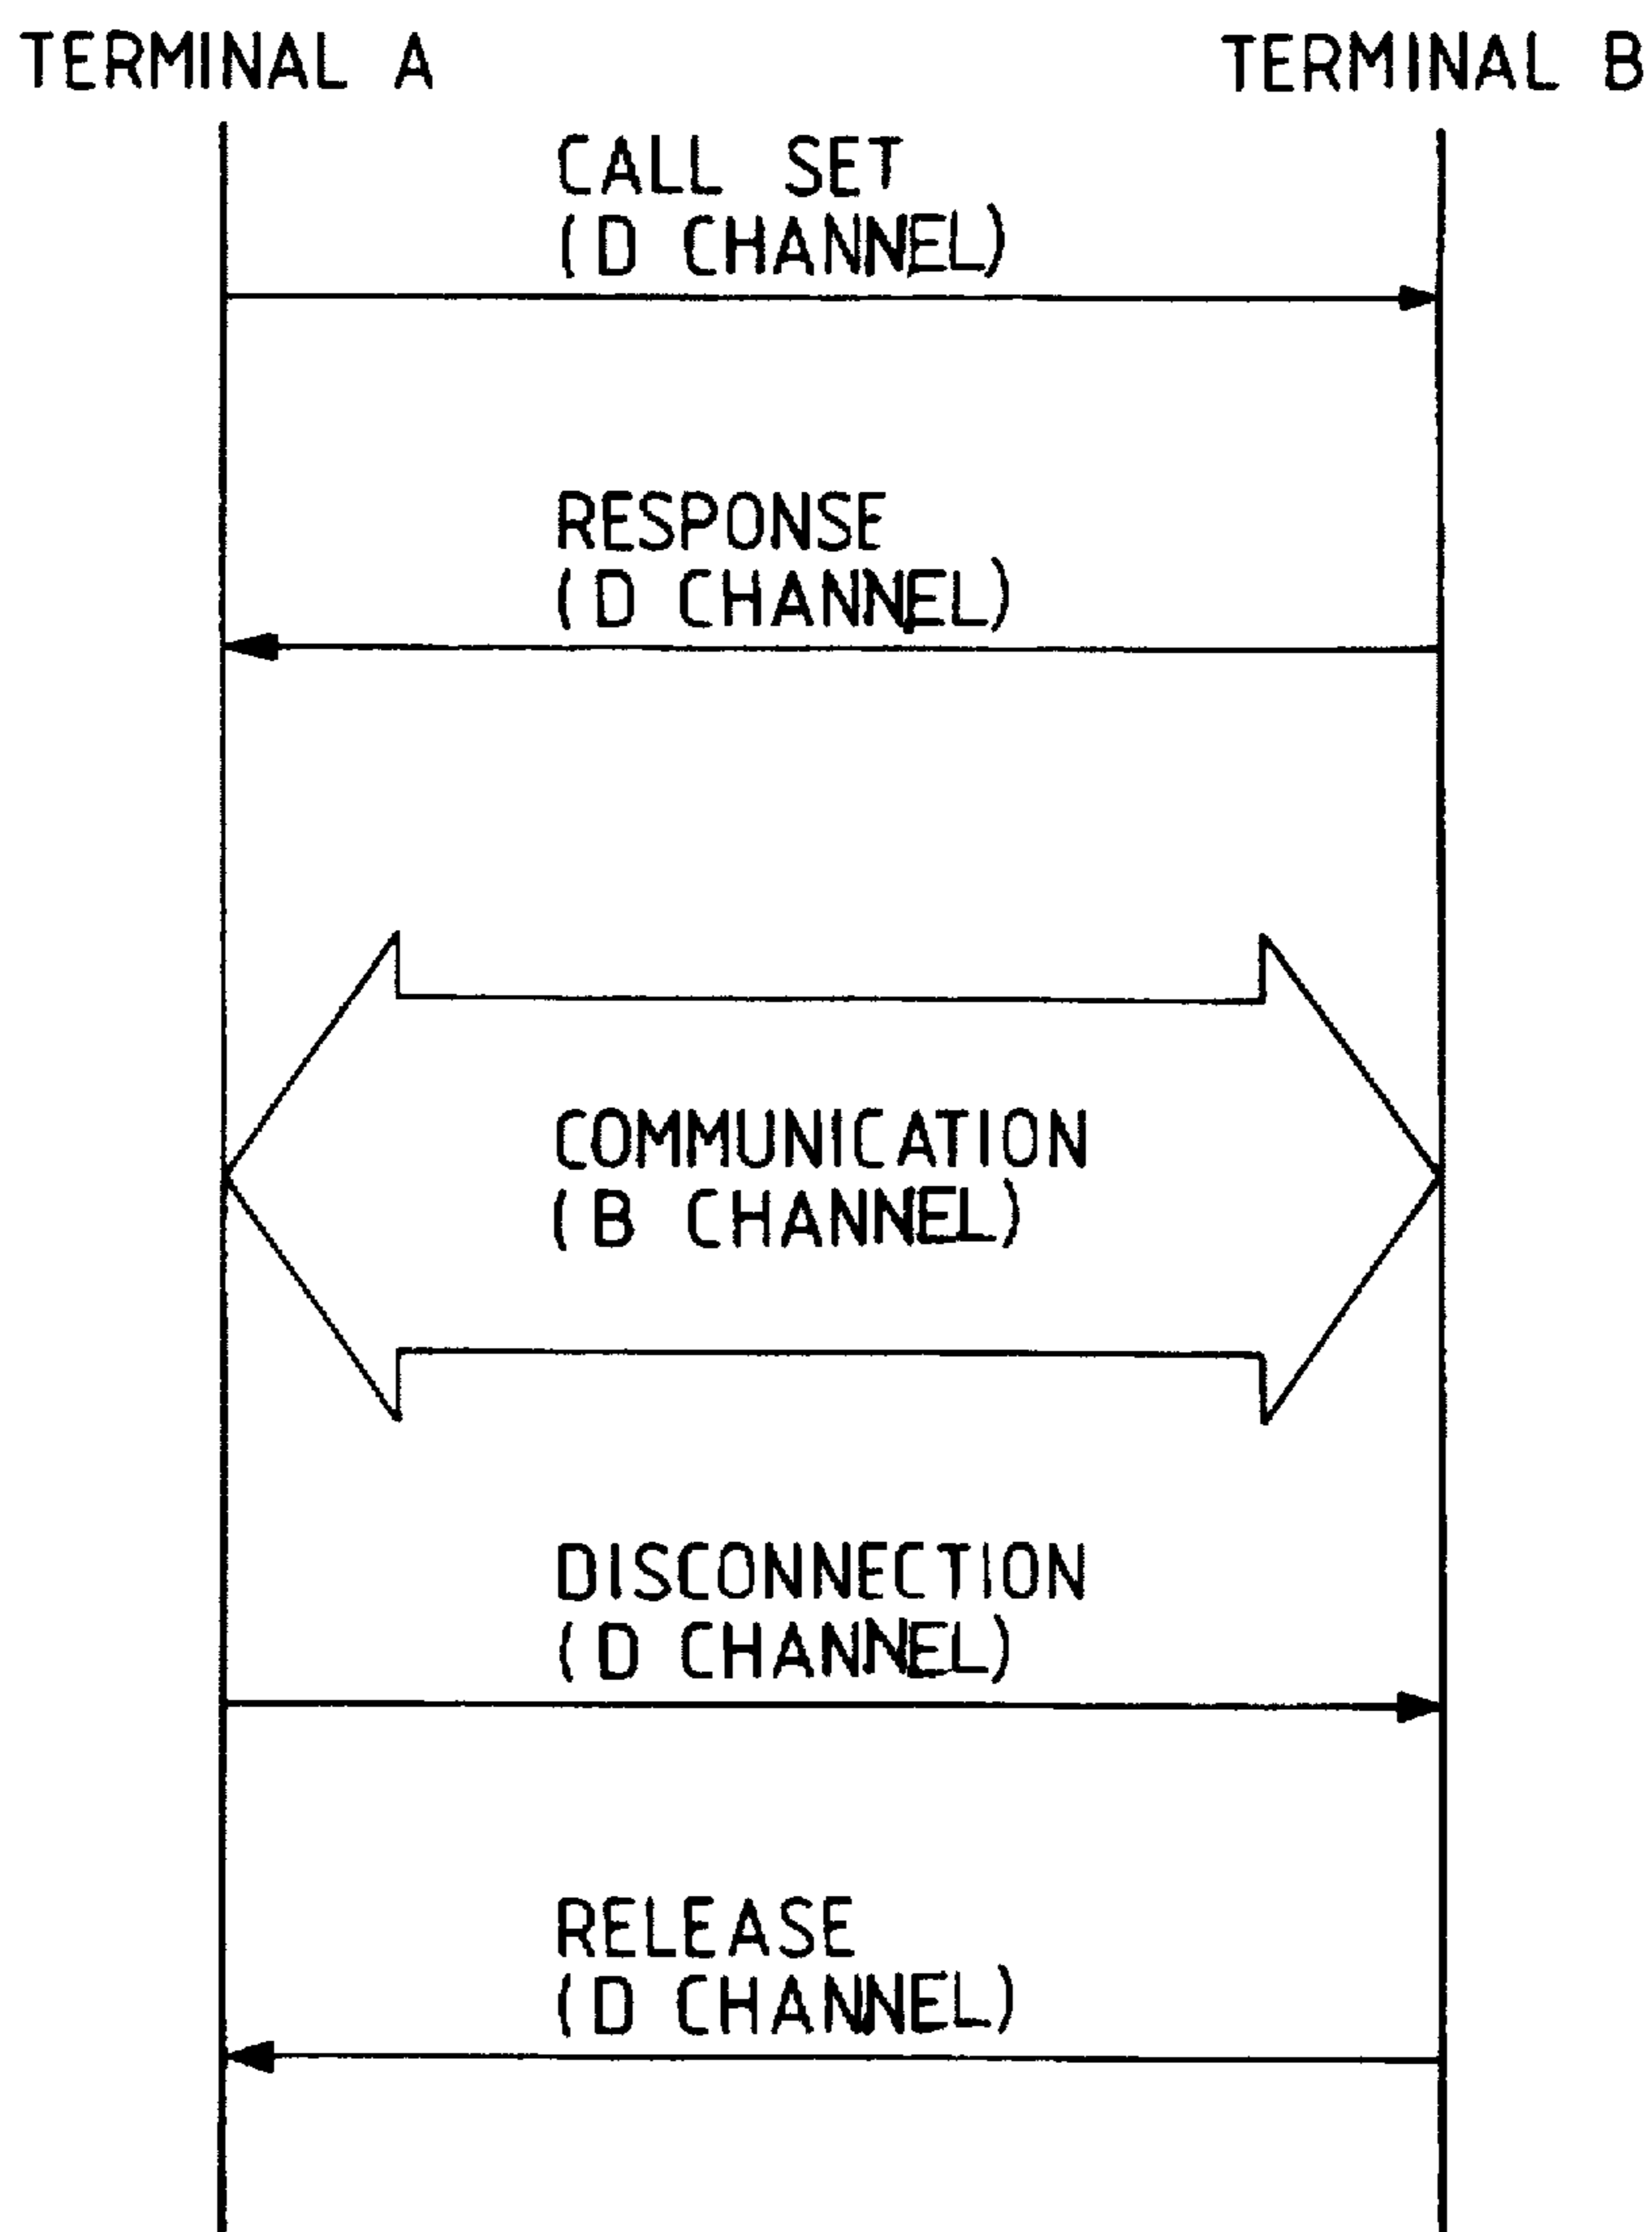 TERMINAL A
TERMINAL B
CALL SET
(D CHANNEL)
RESPONSE
(D CHANNEL)
COMMUNICATION
(B CHANNEL)
DISCONNECTION
(D CHANNEL)
RELEASE
(D CHANNEL)